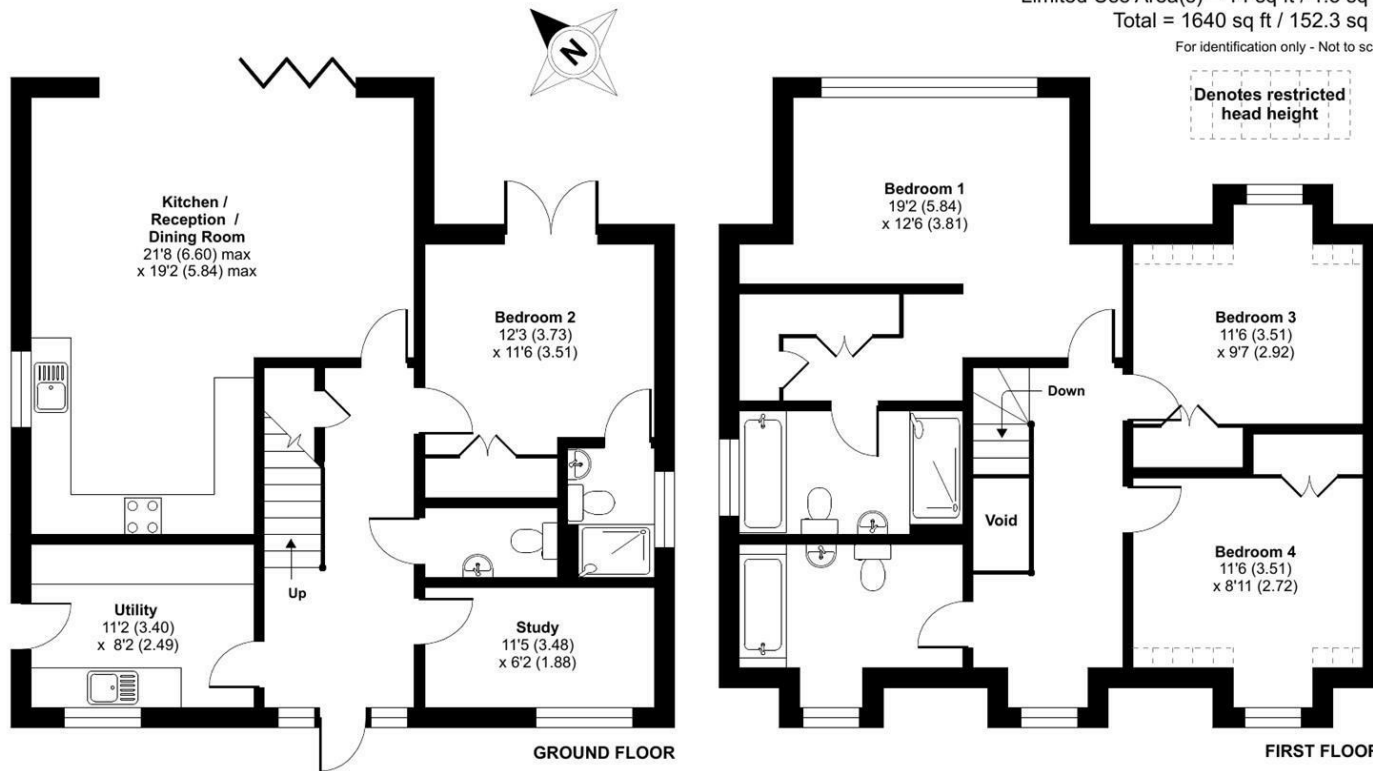 Total = 1640 sq ft / 152.3 sq
For identification only - Not to sc
Denotes restricted
head height
N
Kitchen /
Reception /
Dining Room
21'8 (6.60) max
x 19'2 (5.84) max
Bedroom 2
12'3 (3.73)
x 11'6 (3.51)
Up
Utility
11'2 (3.40)
x 8'2 (2.49)
Study
11'5 (3.48)
x 6'2 (1.88)
GROUND FLOOR
Bedroom 1
19'2 (5.84)
x 12'6 (3.81)
Bedroom 3
11'6 (3.51)
x 9'7 (2.92)
Down
Void
Bedroom 4
11'6 (3.51)
x 8'11 (2.72)
FIRST FLOOR